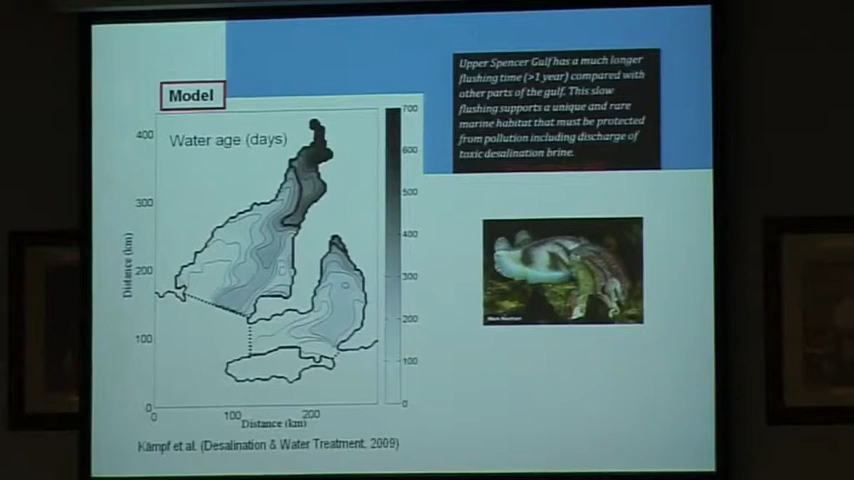 Upper Spencer Gulf has a much longer
flushing time (>1 year) compared with
other parts of the gulf. This slow
flushing supports a unique and rare
marine habitat that must be protected
from pollution including discharge of
toxic desalination brine.
Model
Water age (days)
700
600
500
400
300
200
100
0
400
300
200
100
0
Distance (km)
0
100
200
Distance (km)
Kämpf et al. (Desalination & Water Treatment, 2009)